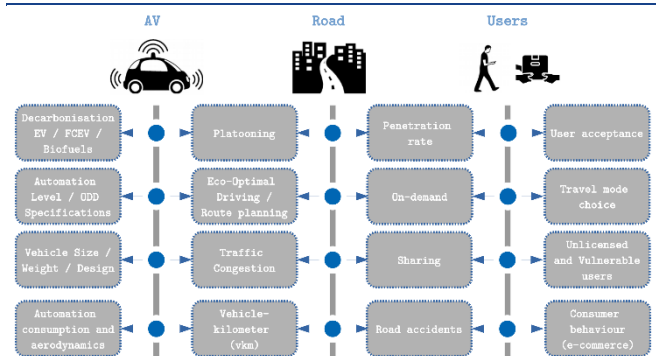 AV
Road
Users
Decarbonisation
EV / FCEV /
Biofuels
Platooning
Penetration
rate
User acceptance
Automation
Level / ODD
Specifications
Eco-Optimal
Driving /
Route planning
On-demand
Travel mode
choice
Vehicle Size /
Weight / Design
Traffic
Congestion
Sharing
Unlicensed
and Vulnerable
users
Automation
consumption and
aerodynamics
Vehicle-
kilometer
(vkm)
Road accidents
Consumer
behaviour
(e-commerce)